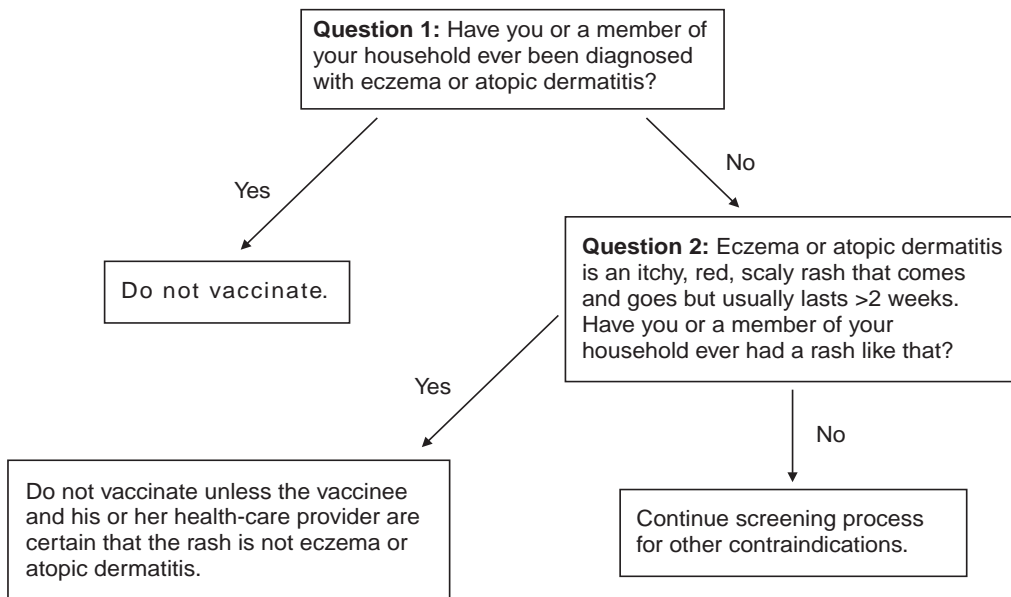 Question 1: Have you or a member of
your household ever been diagnosed
with eczema or atopic dermatitis?
Yes
No
Do not vaccinate.
Question 2: Eczema or atopic dermatitis
is an itchy, red, scaly rash that comes
and goes but usually lasts >2 weeks.
Have you or a member of your
household ever had a rash like that?
Yes
No
Do not vaccinate unless the vaccinee
and his or her health-care provider are
certain that the rash is not eczema or
atopic dermatitis.
Continue screening process
for other contraindications.